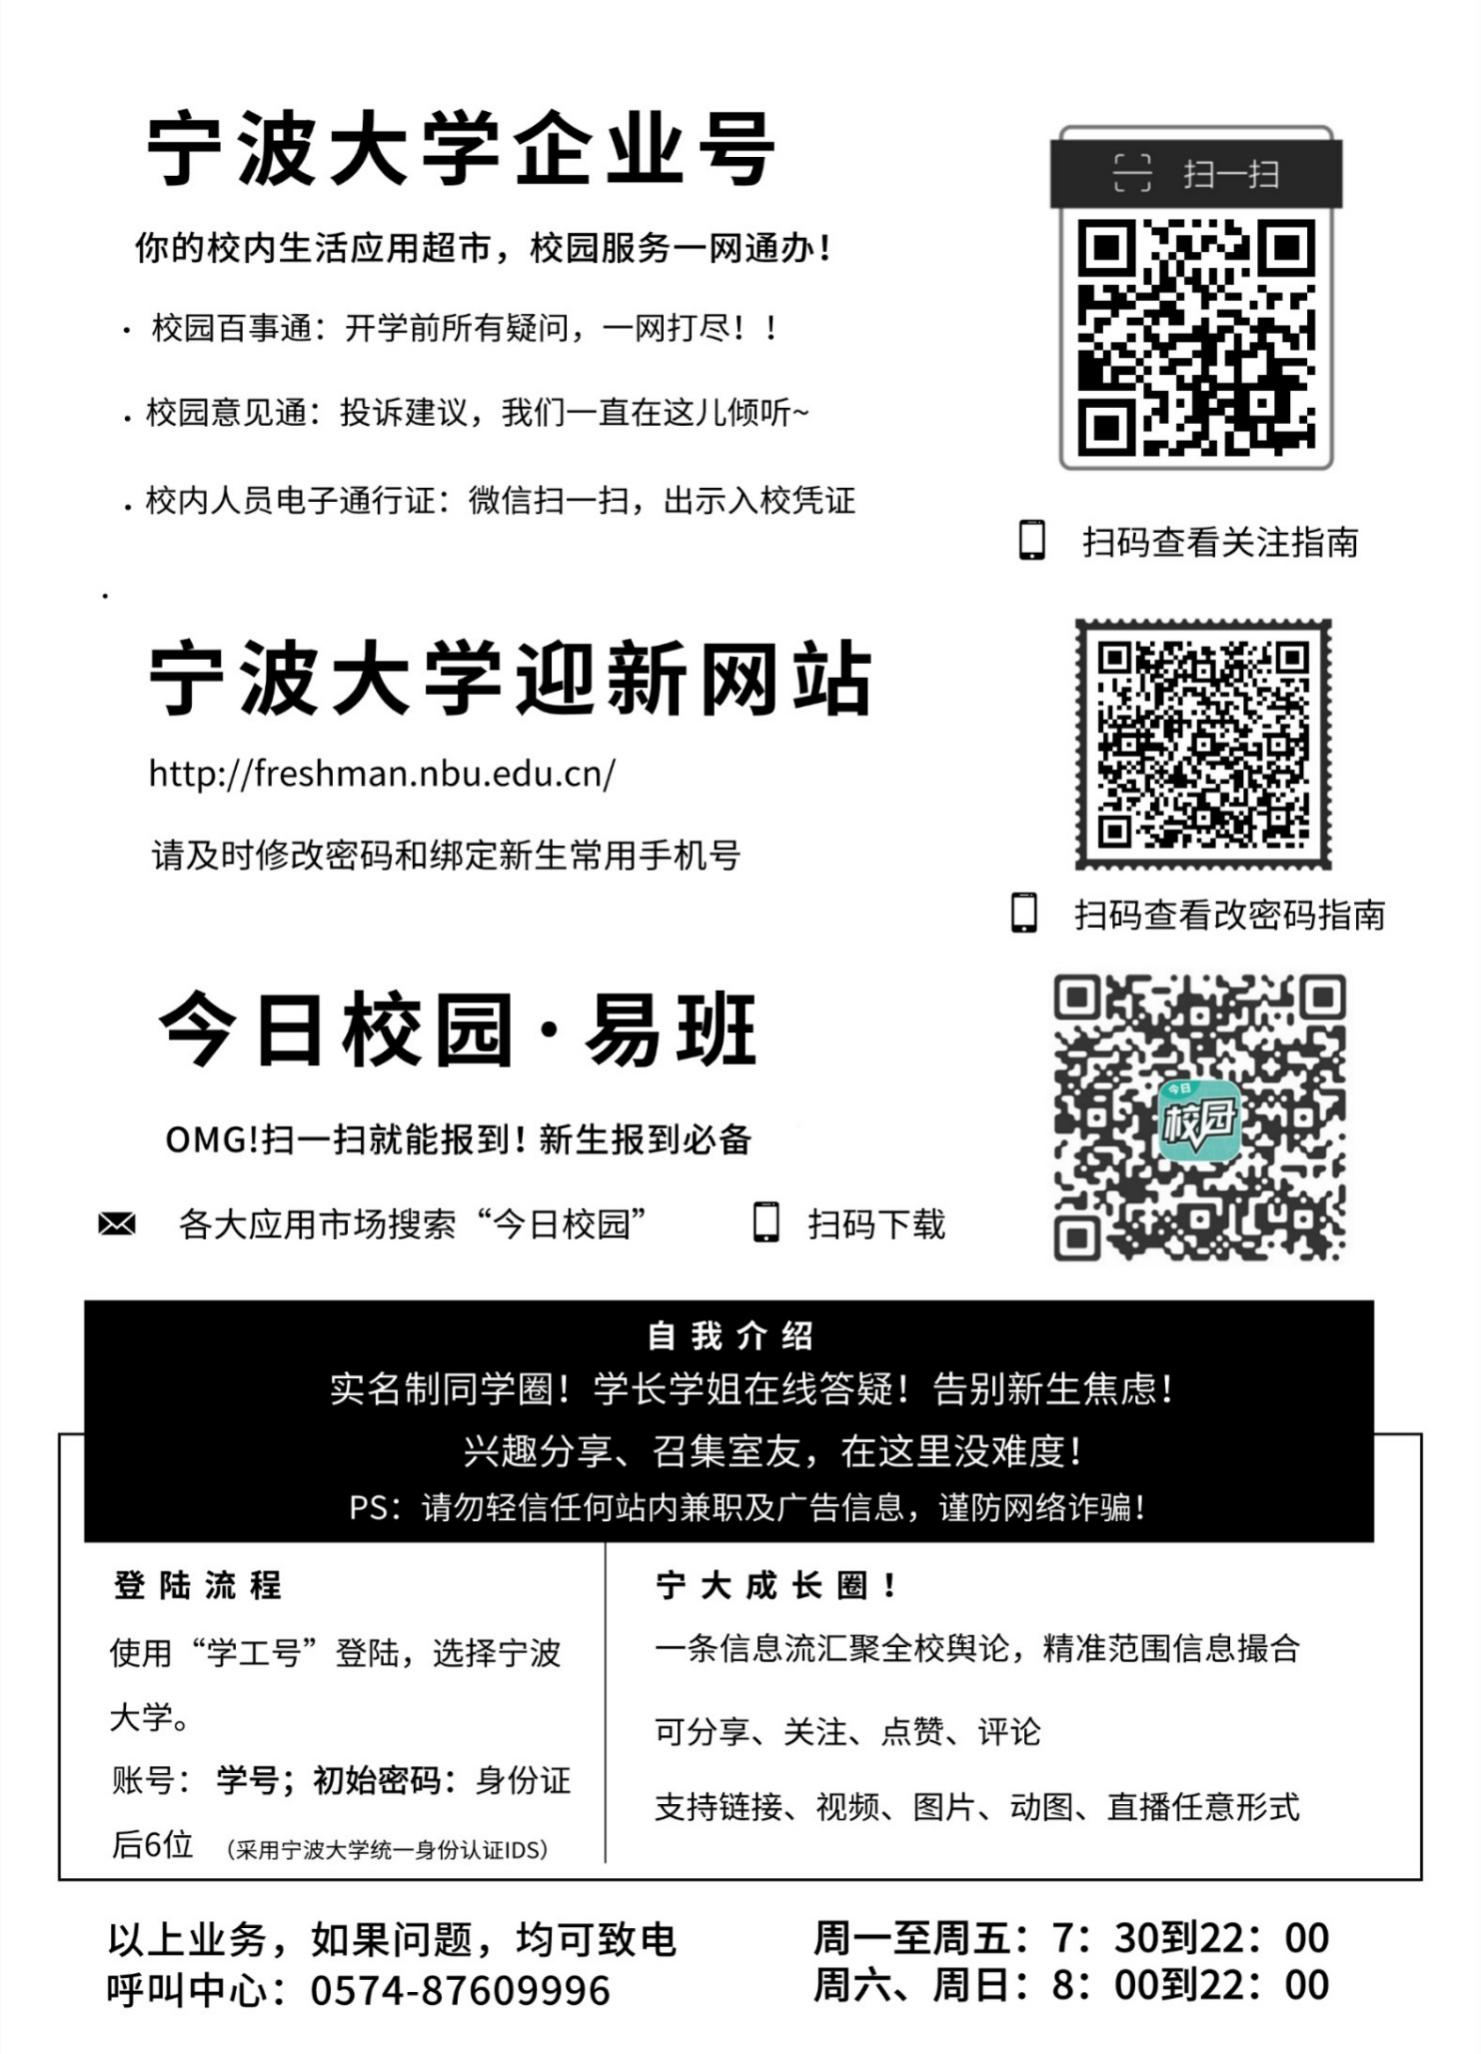 宁波大学企业号
扫一扫
你的校内生活应用超市，校园服务一网通办！
· 校园百事通：开学前所有疑问，一网打尽！！
· 校园意见通：投诉建议，我们一直在这儿倾听~
· 校内人员电子通行证：微信扫一扫，出示入校凭证
扫码查看关注指南
·
宁波大学迎新网站
http://freshman.nbu.edu.cn/
请及时修改密码和绑定新生常用手机号
扫码查看改密码指南
今日校园·易班
今日
校园
OMG!扫一扫就能报到！新生报到必备
各大应用市场搜索“今日校园”
扫码下载
自我介绍
实名制同学圈！学长学姐在线答疑！告别新生焦虑！
兴趣分享、召集室友，在这里没难度！
PS：请勿轻信任何站内兼职及广告信息，谨防网络诈骗！
登陆流程
使用“学工号”登陆，选择宁波
大学。
账号： 学号；初始密码：身份证
后6位 （采用宁波大学统一身份认证IDS）
宁大成长圈！
一条信息流汇聚全校舆论，精准范围信息撮合
可分享、关注、点赞、评论
支持链接、视频、图片、动图、直播任意形式
以上业务，如果问题，均可致电
呼叫中心：0574-87609996
周一至周五：7：30到22：00
周六、周日：8：00到22：00